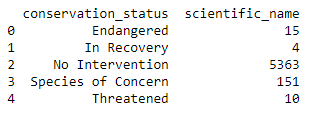 conservation_status scientific_name
0 Endangered 15
1 In Recovery 4
2 No Intervention 5363
3 Species of Concern 151
4 Threatened 10